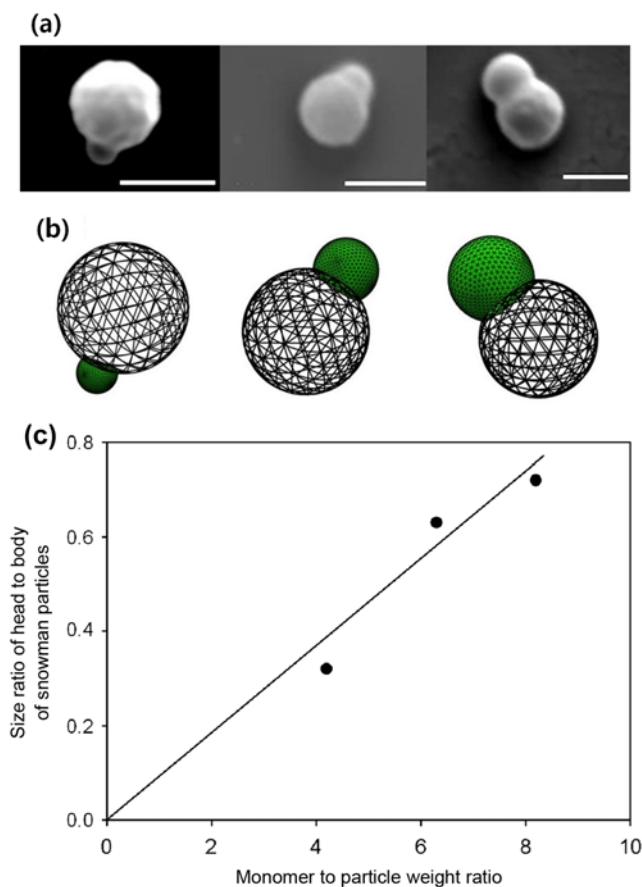 (a)
(b)
(c)
0.8
0.6
0.4
0.2
0.0
Size ratio of head to body
of snowman particles
0 2 4 6 8 10
Monomer to particle weight ratio